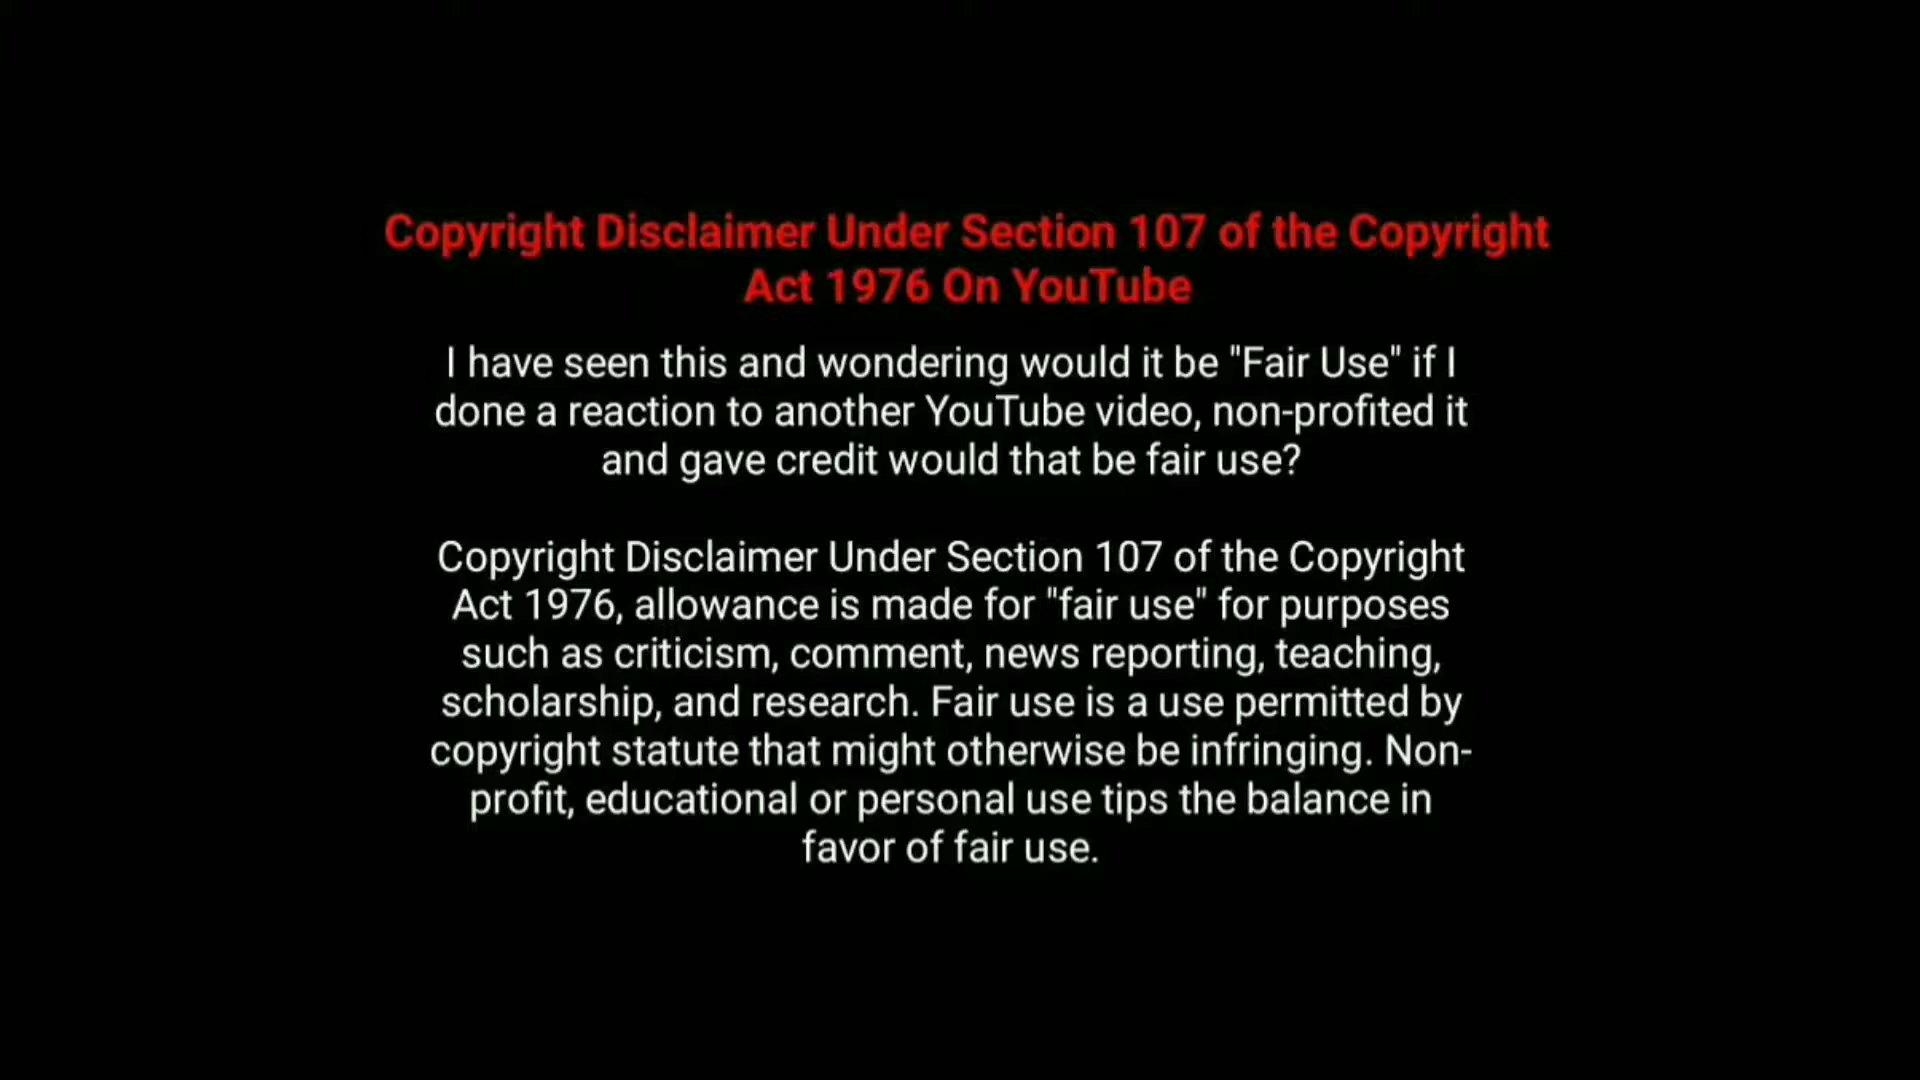 Copyright Disclaimer Under Section 107 of the Copyright
Act 1976 On YouTube
I have seen this and wondering would it be "Fair Use" if I
done a reaction to another YouTube video, non-profited it
and gave credit would that be fair use?
Copyright Disclaimer Under Section 107 of the Copyright
Act 1976, allowance is made for "fair use" for purposes
such as criticism, comment, news reporting, teaching,
scholarship, and research. Fair use is a use permitted by
copyright statute that might otherwise be infringing. Non-
profit, educational or personal use tips the balance in
favor of fair use.